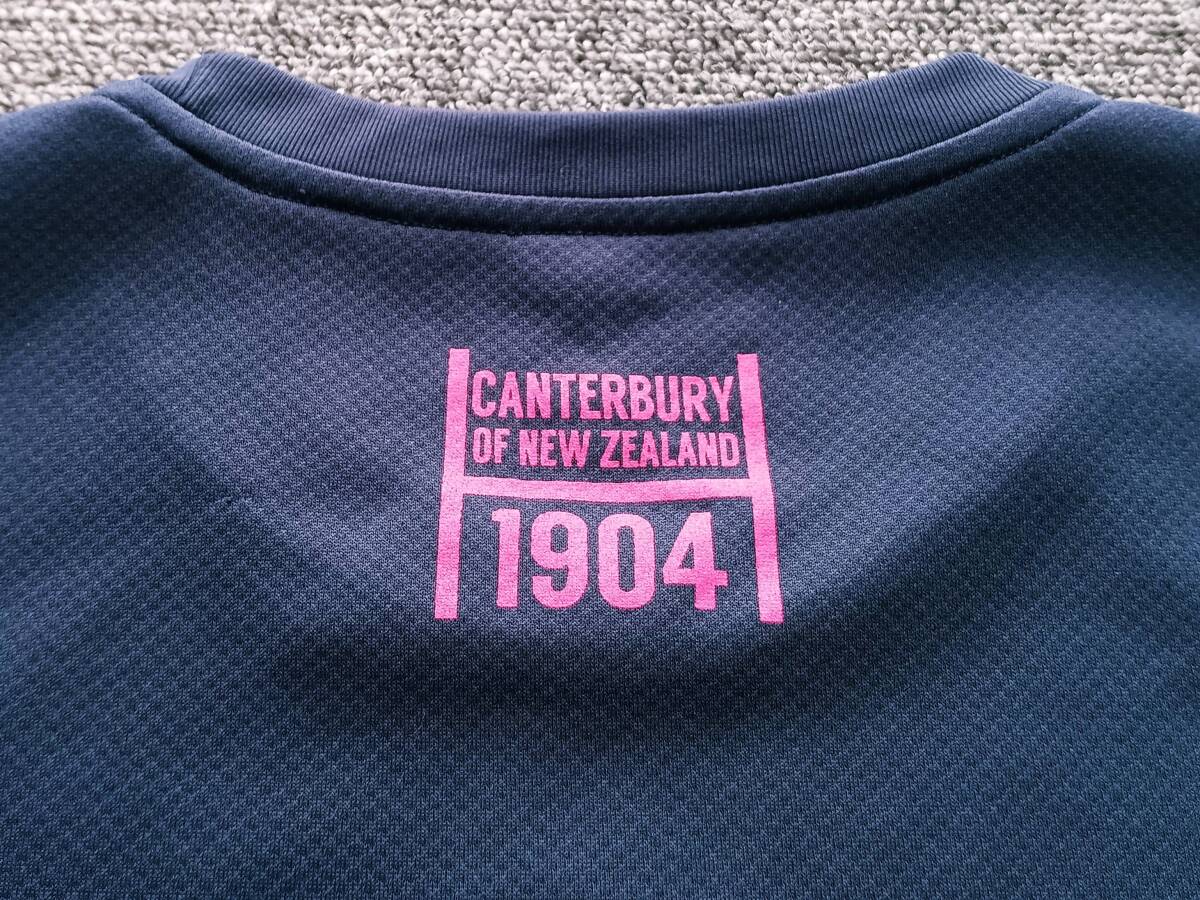 CANTERBURY
OF NEW ZEALAND
1904